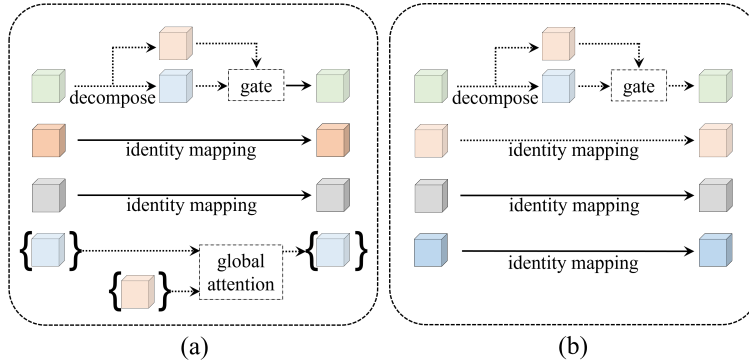 decompose
gate
identity mapping
identity mapping
{ }
{ }
global
attention
{ }
(a)
decompose
gate
identity mapping
identity mapping
identity mapping
(b)